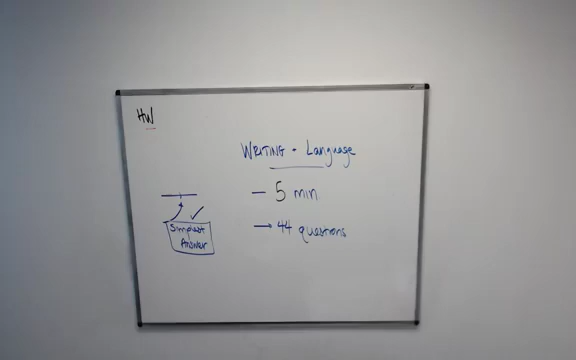 HW
WRITING + Language
- 5 min
→ 44 questions
Simplest
Answer